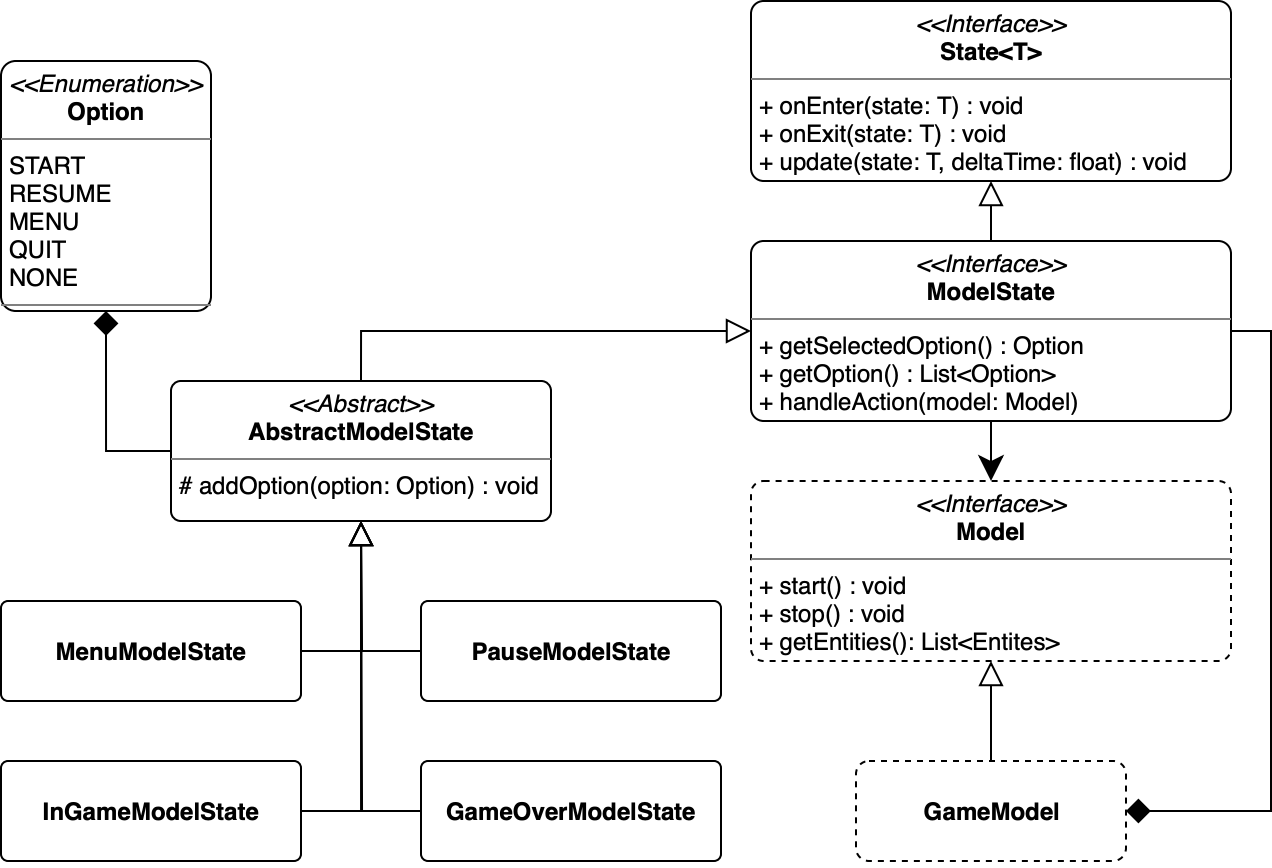 <<Interface>>
State<T>
+ onEnter(state: T) : void
+ onExit(state: T) : void
+ update(state: T, deltaTime: float) : void
<<Enumeration>>
Option
START
RESUME
MENU
QUIT
NONE
<<Interface>>
ModelState
+ getSelectedOption() : Option
+ getOption() : List<Option>
+ handleAction(model: Model)
<<Abstract>>
AbstractModelState
# addOption(option: Option) : void
<<Interface>>
Model
+ start() : void
+ stop() : void
+ getEntities(): List<Entites>
MenuModelState
PauseModelState
InGameModelState
GameOverModelState
GameModel